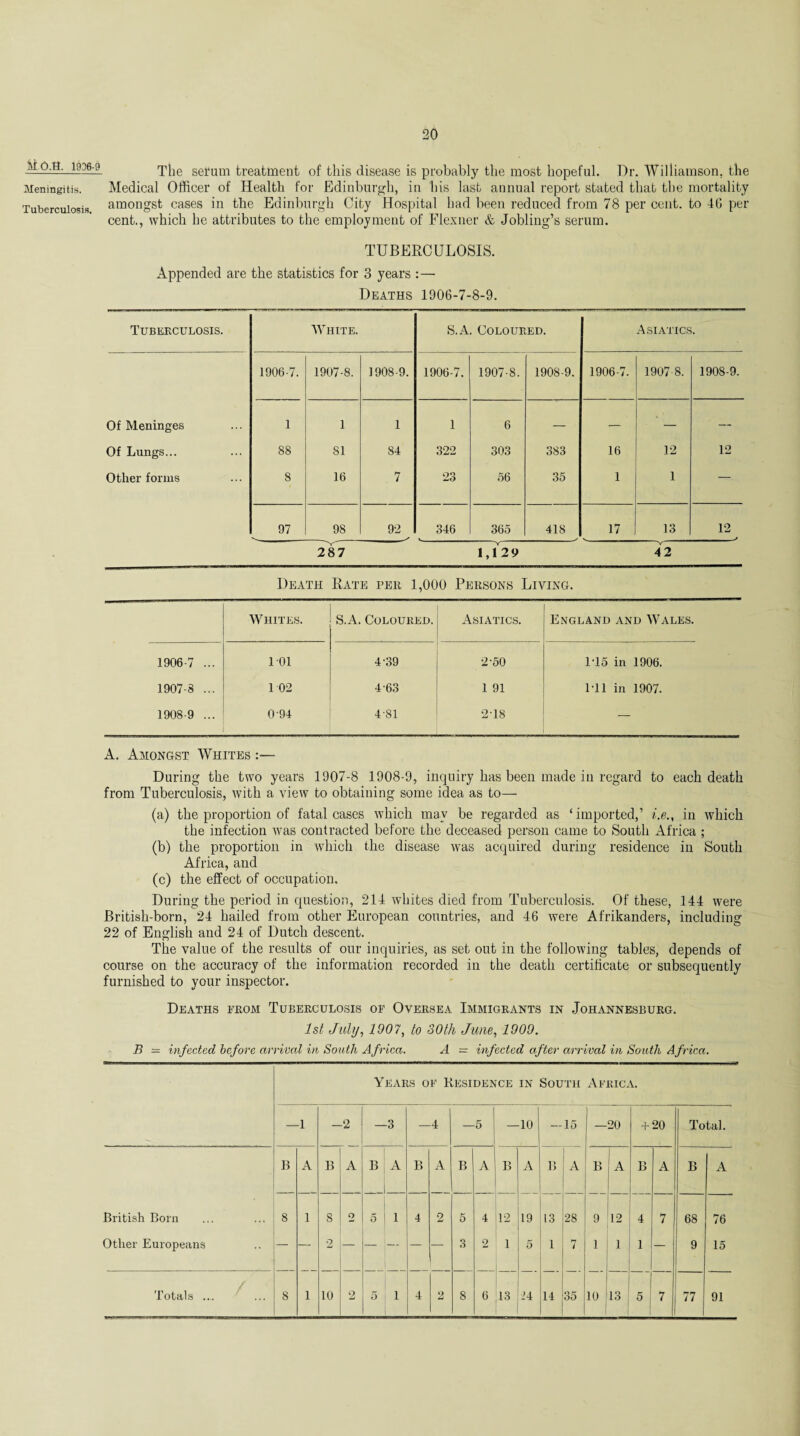 20
M.O.H. 1906-9
Meningitis.
Tuberculosis.
The serum treatment of this disease is probably the most hopeful. Dr. Williamson, the
Medical Officer of Health for Edinburgh, in his last annual report stated that the mortality
amongst cases in the Edinburgh City Hospital had been reduced from 78 per cent. to 46 per
cent., which he attributes to the employment of Flexner & Jobling's serum.
TUBERCULOSIS.
Appended are the statistics for 3 years :—
Deaths 1906-7-8-9.
Tuberculosis. White. S.A. Coloured. Asiatics.
1906-7. 1907-8. 1908-9. 1906-7. 1907-8. 1908-9. 1906-7. 1907 8. 1908-9.
Of Meninges ... 1 1 1 1 6 — — — —
Of Lungs... ... 88 81 84 322 303 383 16 12 12
Other forms ... 8 16 7 23 56 35 1 1 —
97 98 92 346 365 418 17 13 12
287 1,129 42
Death Rate per 1,000 Persons Living.
Whites. S.A. Coloured. Asiatics. England and Wales.
1906-7 ... 1·01 4·39 2·50 1·15 in 1906.
1907-8 ... 1·02 4·63 1·91 1·11 in 1907.
1908-9 ... 0·94 4·81 2·18 —
A. Amongst Whites :—
During the two years 1907-8 1908-9, inquiry has been made in regard to each death
from Tuberculosis, with a view to obtaining some idea as to—
(a) the proportion of fatal cases which may be regarded as 'imported,' i.e., in which
the infection was contracted before the deceased person came to South Africa ;
(b) the proportion in which the disease was acquired during residence in South
Africa, and
(c) the effect of occupation.
During the period in question, 214 whites died from Tuberculosis. Of these, 144 were
British-born, 24 hailed from other European countries, and 46 were Afrikanders, including
22 of English and 24 of Dutch descent.
The value of the results of our inquiries, as set out in the following tables, depends of
course on the accuracy of the information recorded in the death certificate or subsequently
furnished to your inspector.
Deaths from Tuberculosis of Oversea Immigrants in Johannesburg.
1st July, 1907, to 30th June, 1909.
B = infected before arrival in South Africa. A = infected after arrival in South Africa.
Years of Residence in South Africa.
—1 —2 —3 —4 —5 —10 —15 —20 +20 Total.
B A B A B A B A B A B A B A B A B A B A
British Born ... ... 8 1 8 2 5 1 4 2 5 4 12 19 13 28 9 12 4 7 68 76
Other Europeans .. — — 2 — — — — — 3 2 1 5 1 7 1 1 1 — 9 15
Totals ... ... 8 1 10 2 5 1 4 2 8 6 13 24 14 35 10 13 5 7 77 91